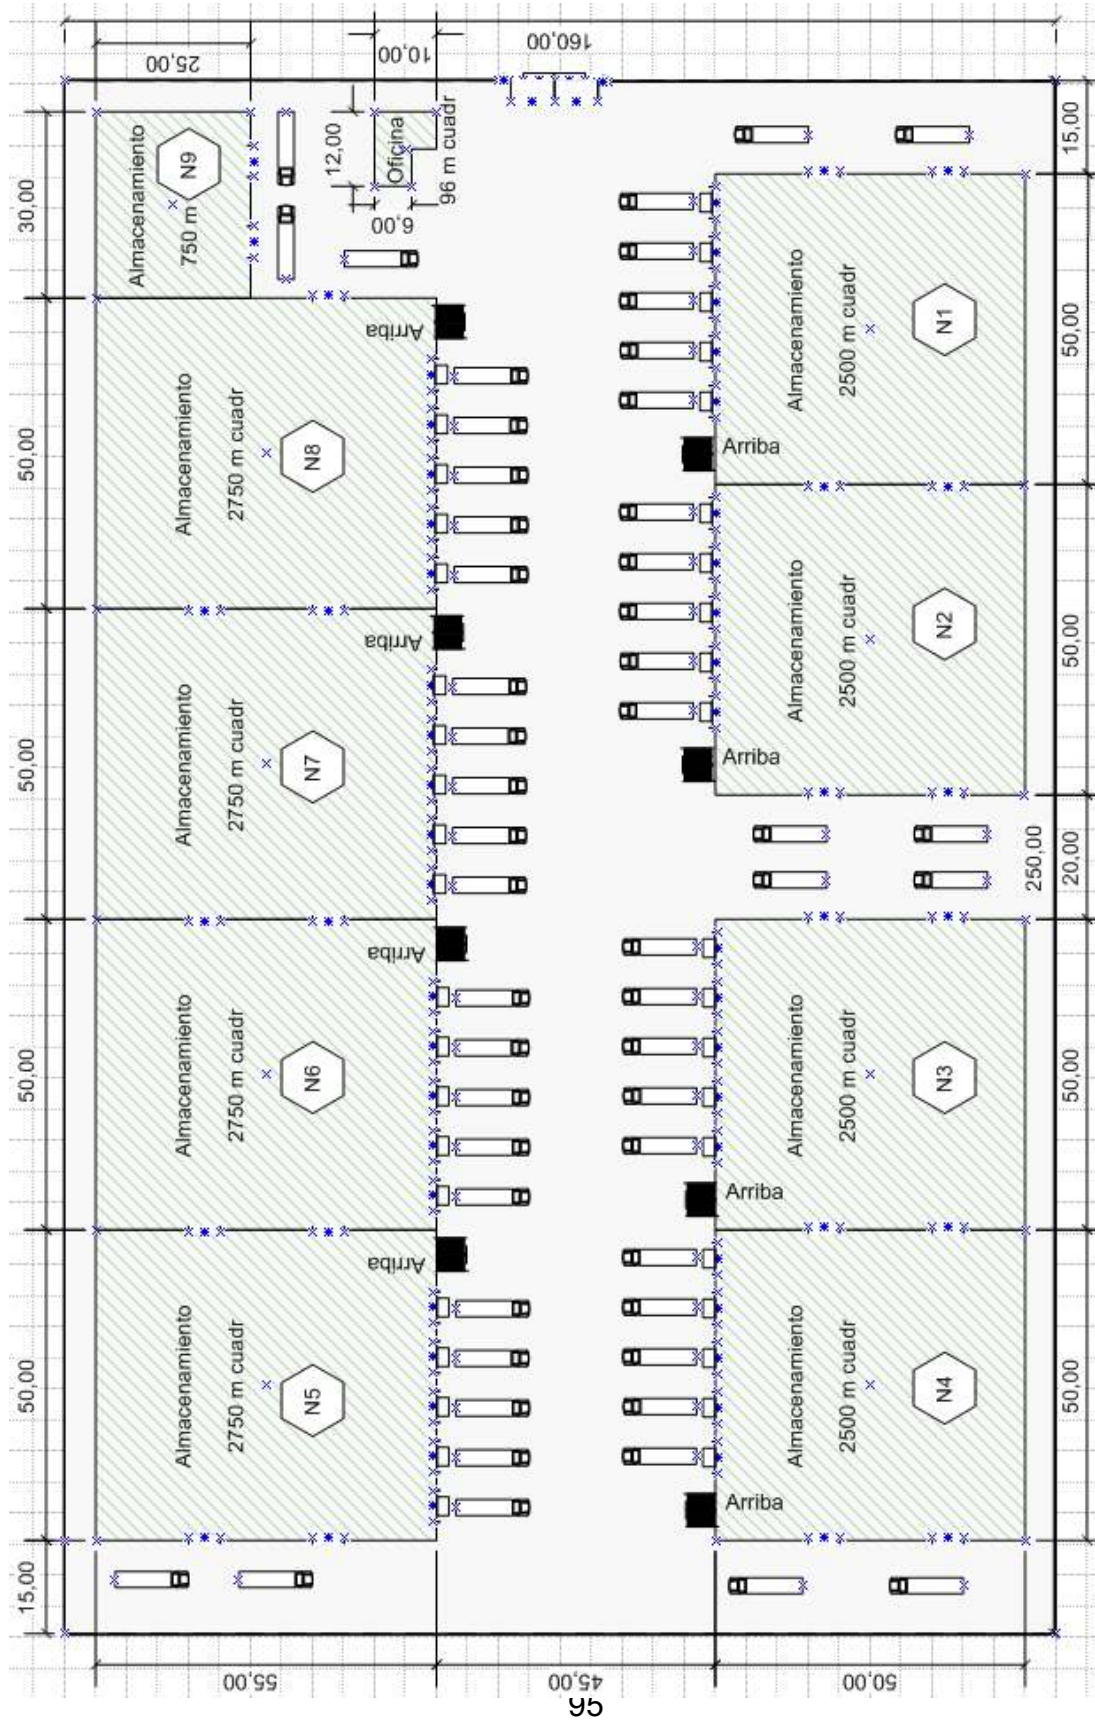 160,00
25,00
10,00
12,00
6,00
Oficina
96 m cuadr
15,00
Almacenamiento
750 m
N9
30,00
Almacenamiento
2500 m cuadr
N1
50,00
Arriba
Arriba
Almacenamiento
2750 m cuadr
N8
50,00
Almacenamiento
2500 m cuadr
N2
50,00
Arriba
Arriba
Almacenamiento
2750 m cuadr
N7
50,00
250,00
20,00
Arriba
Almacenamiento
2750 m cuadr
N6
50,00
Almacenamiento
2500 m cuadr
N3
50,00
Arriba
Arriba
Almacenamiento
2750 m cuadr
N5
50,00
Almacenamiento
2500 m cuadr
N4
50,00
Arriba
15,00
55,00
45,00
50,00
95